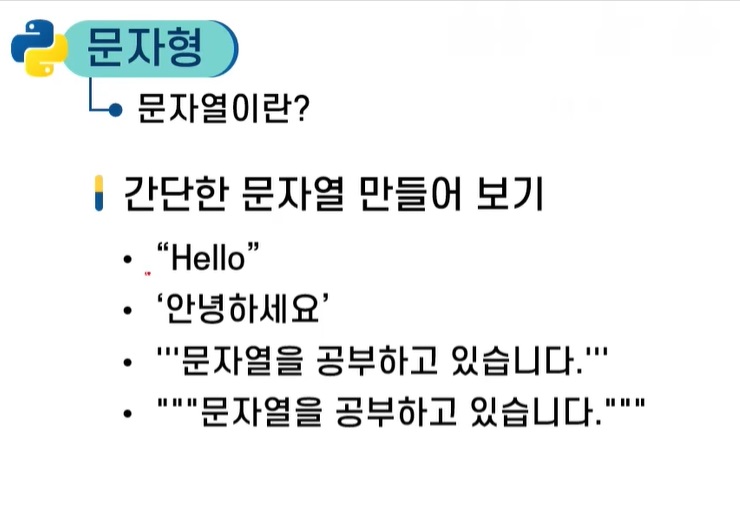 문자형
문자열이란?
간단한 문자열 만들어 보기
• “Hello”
• ‘안녕하세요’
• '''문자열을 공부하고 있습니다.'''
• """문자열을 공부하고 있습니다."""